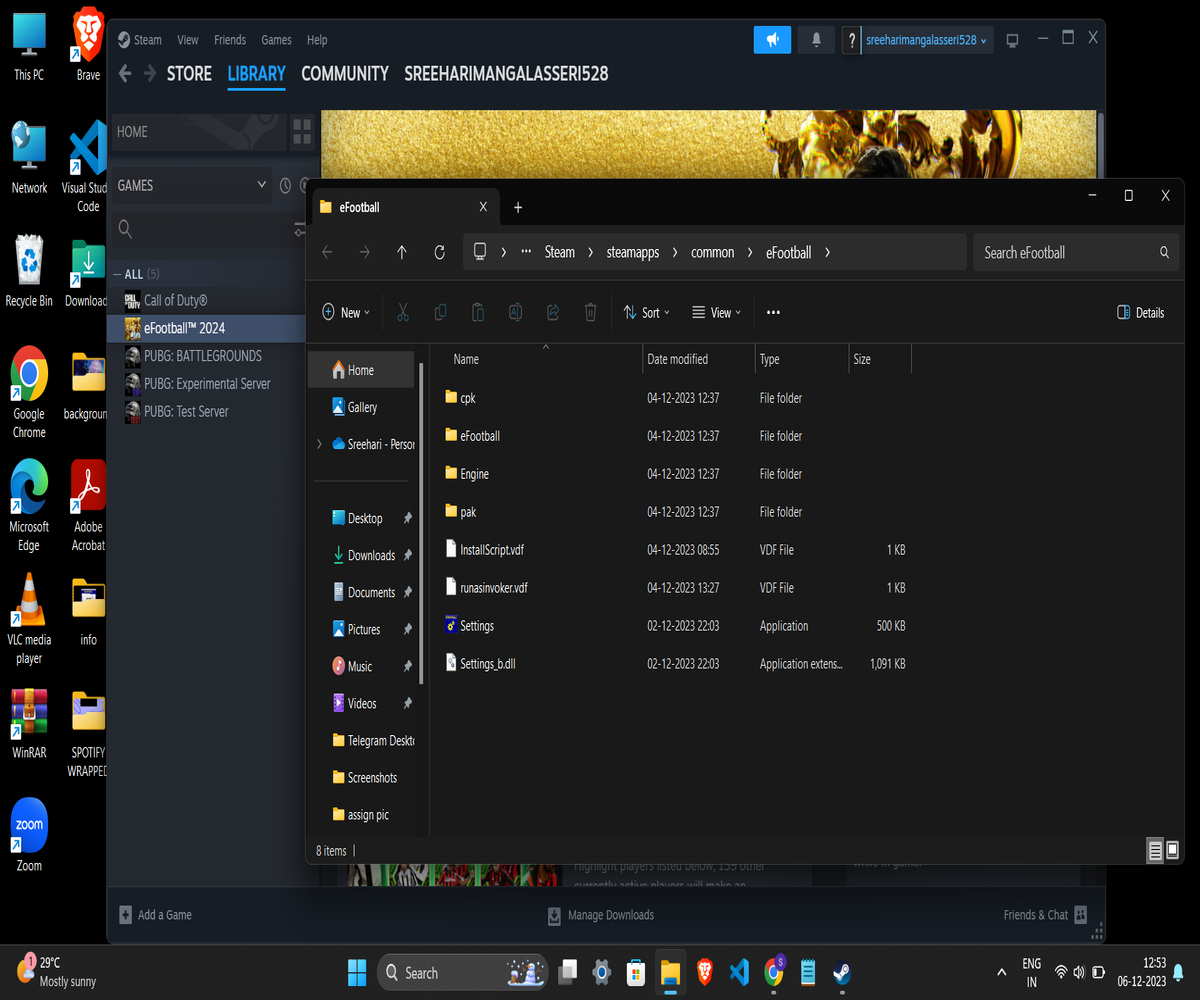 This PC
Brave
Network
Visual Stud
Code
Recycle Bin
Download
Google
Chrome
backgroun
Microsoft
Edge
Adobe
Acrobat
VLC media
player
info
WinRAR
SPOTIFY
WRAPPED
zoom
Zoom
Steam View Friends Games Help
? sreeharimangalasseri528
STORE LIBRARY COMMUNITY SREEHARIMANGALASSERI528
HOME
GAMES
— ALL (5)
Call of Duty®
eFootball™ 2024
PUBG: BATTLEGROUNDS
PUBG: Experimental Server
PUBG: Test Server
eFootball
Steam > steamapps > common > eFootball >
Search eFootball
New
Sort
View
Details
Name Date modified Type Size
Home
Gallery
Sreehari - Persor
Desktop
Downloads
Documents
Pictures
Music
Videos
Telegram Deskto
Screenshots
assign pic
cpk 04-12-2023 12:37 File folder
eFootball 04-12-2023 12:37 File folder
Engine 04-12-2023 12:37 File folder
pak 04-12-2023 12:37 File folder
InstallScript.vdf 04-12-2023 08:55 VDF File 1 KB
runasinvoker.vdf 04-12-2023 13:27 VDF File 1 KB
Settings 02-12-2023 22:03 Application 500 KB
Settings_b.dll 02-12-2023 22:03 Application extens... 1,091 KB
8 items
Highlight players listed below, 159 other
currently active players will make an
Add a Game
Manage Downloads
Friends & Chat
1
29°C
Mostly sunny
Search
S
ENG
IN
12:53
06-12-2023